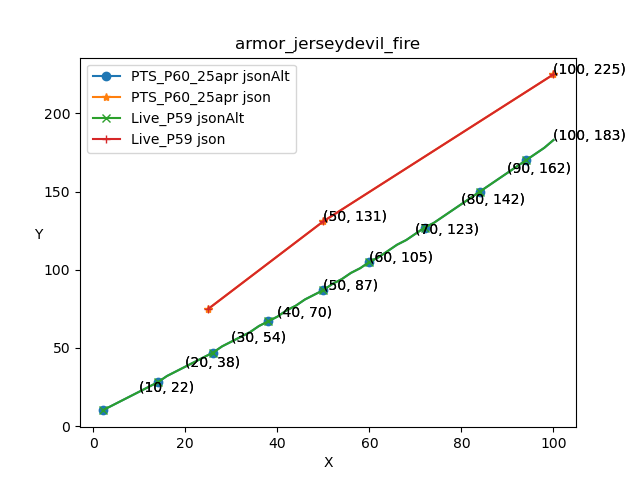 armor_jerseydevil_fire
PTS_P60_25apr jsonAlt
PTS_P60_25apr json
Live_P59 jsonAlt
Live_P59 json
(100, 225)
(100, 183)
(90, 162)
(80, 142)
(70, 123)
(60, 105)
(50, 131)
(50, 87)
(40, 70)
(30, 54)
(20, 38)
(10, 22)
Y
200
150
100
50
0
0 20 40 60 80 100
X